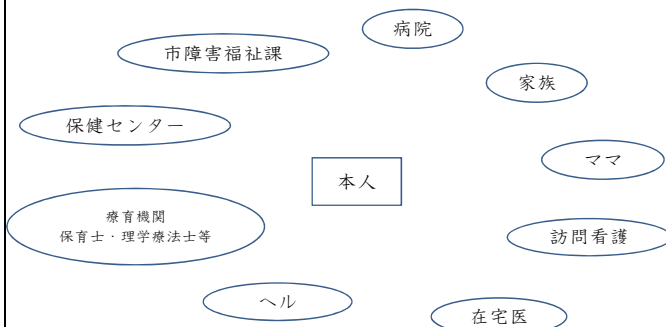 病院
市障害福祉課
家族
保健センター
ママ
本人
療育機関
保育士・理学療法士等
訪問看護
ヘル
在宅医